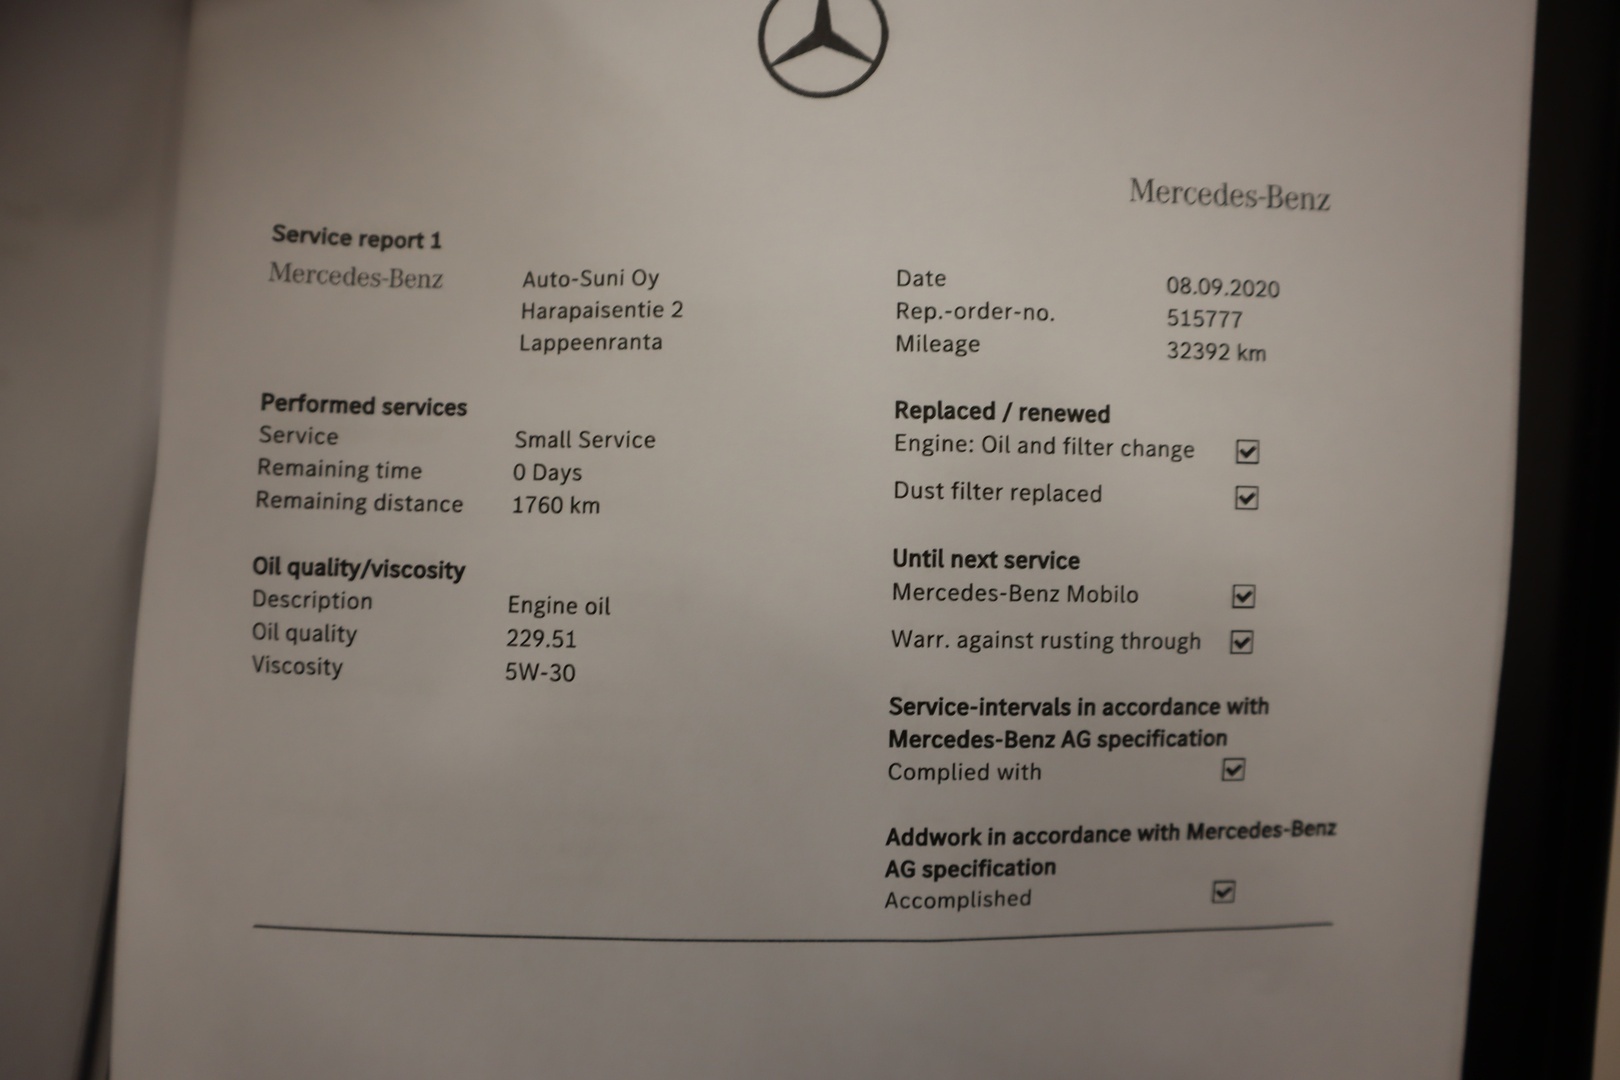 Mercedes-Benz
Service report 1
Mercedes-Benz
Auto-Suni Oy
Harapaisentie 2
Lappeenranta
Date 08.09.2020
Rep.-order-no. 515777
Mileage 32392 km
Performed services
Service Small Service
Remaining time 0 Days
Remaining distance 1760 km
Oil quality/viscosity
Description Engine oil
Oil quality 229.51
Viscosity 5W-30
Replaced / renewed
Engine: Oil and filter change
Dust filter replaced
Until next service
Mercedes-Benz Mobilo
Warr. against rusting through
Service-intervals in accordance with
Mercedes-Benz AG specification
Complied with
Addwork in accordance with Mercedes-Benz
AG specification
Accomplished